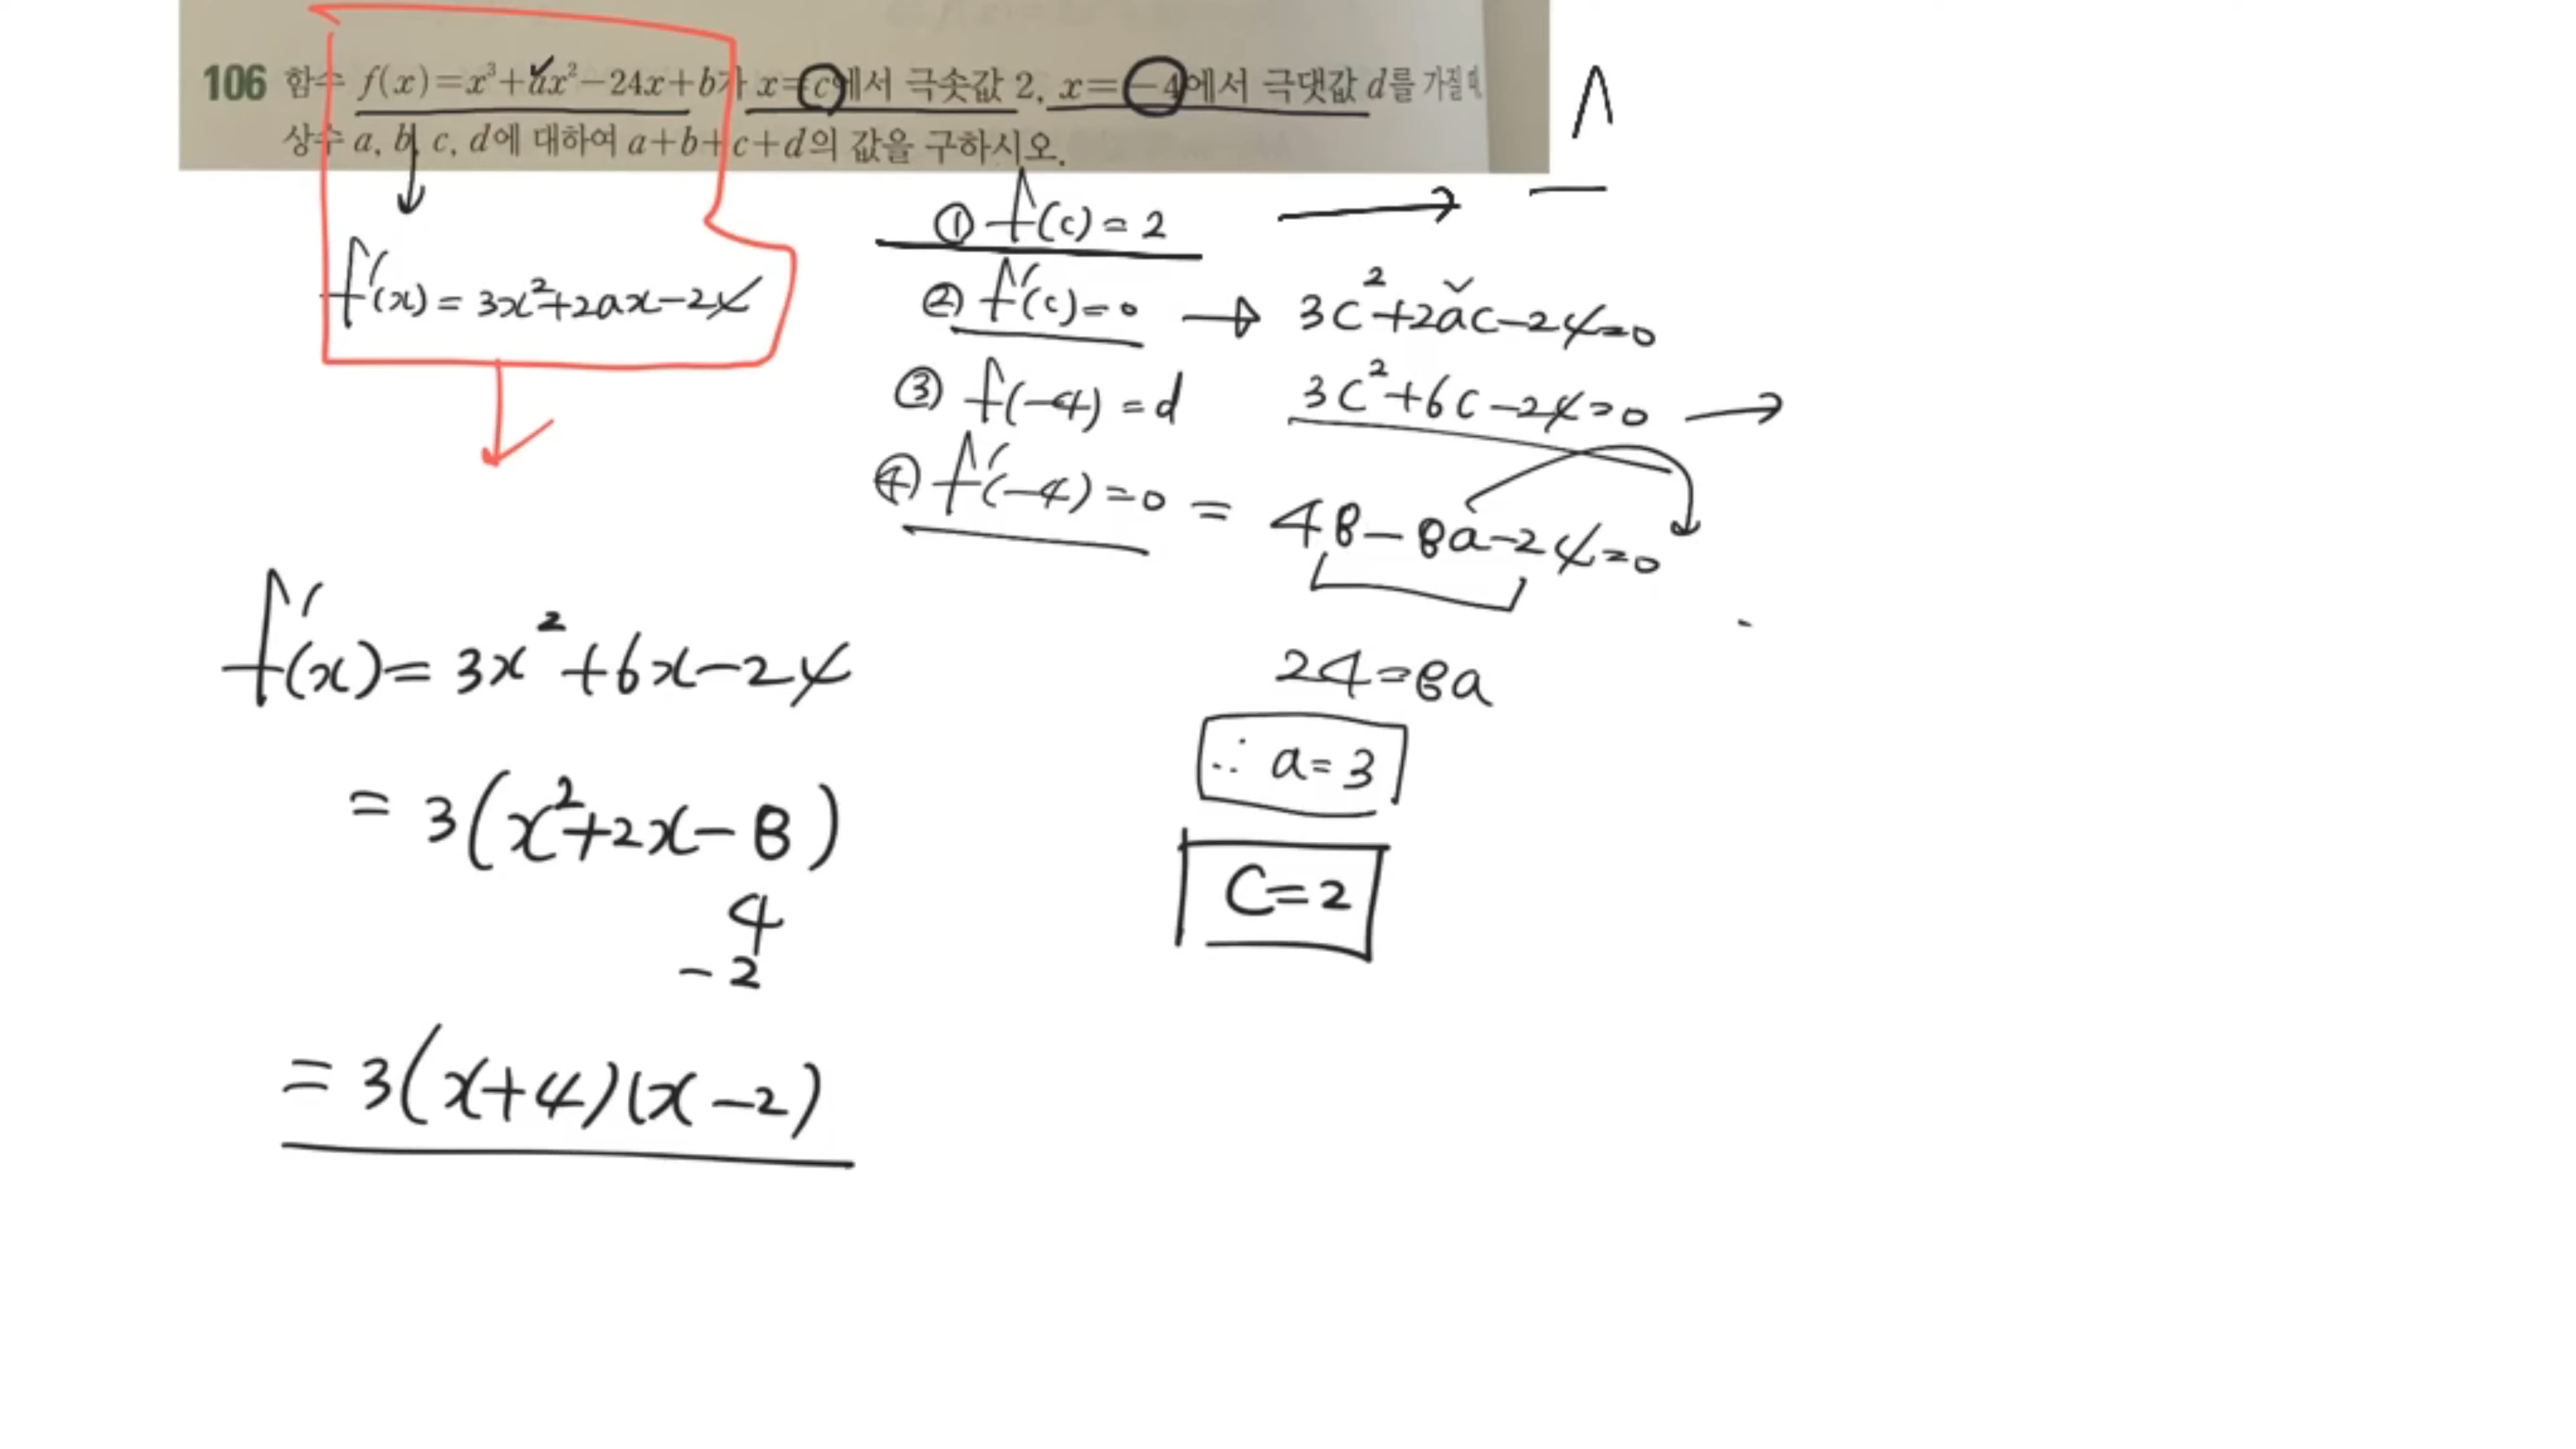 106 함수 f(x)=x³+ax²-24x+b가 x=c에서 극솟값 2, x=-4에서 극댓값 d를 가질 때,
상수 a, b, c, d에 대하여 a+b+c+d의 값을 구하시오.
① f(c)=2
f'(x)=3x²+2ax-24
② f'(c)=0 → 3c²+2ac-24=0
③ f(-4)=d
3c²+6c-24=0 →
④ f'(-4)=0 = 48-8a-24=0
f'(x)=3x²+6x-24
24=8a
∴ a=3
=3(x²+2x-8)
C=2
4
-2
=3(x+4)(x-2)